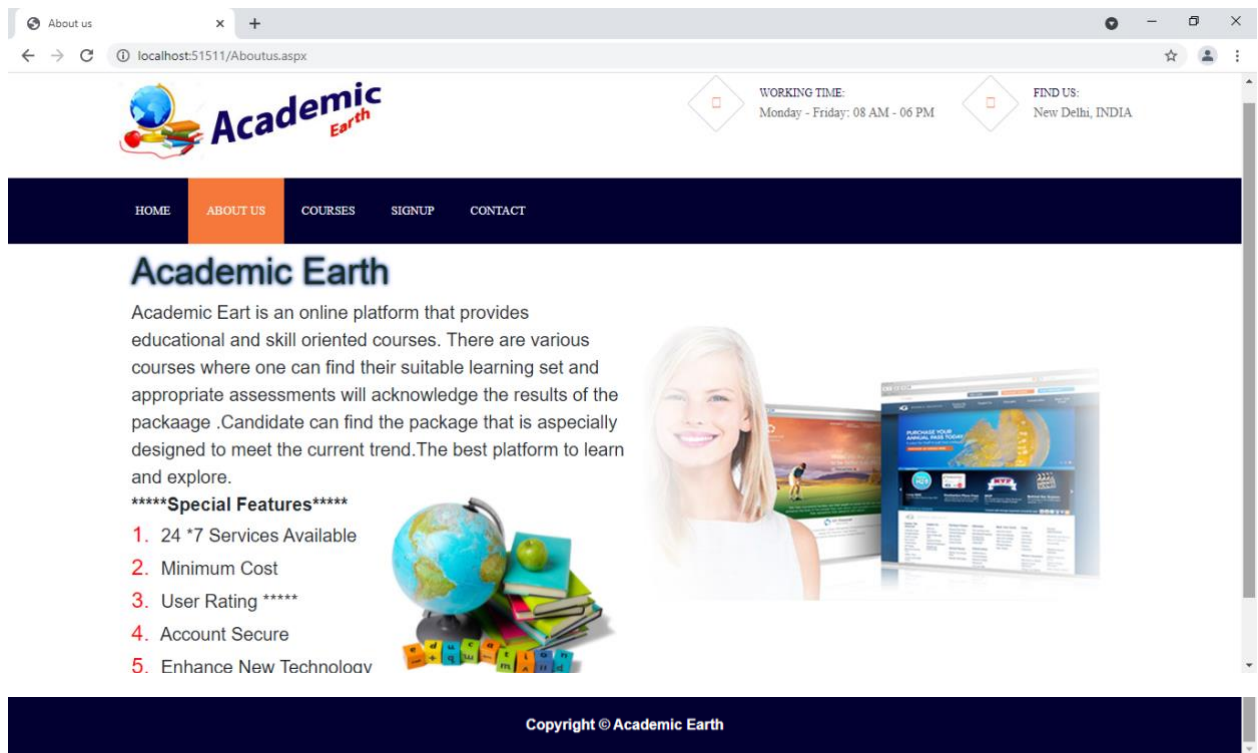 About us
localhost:51511/Aboutus.aspx
Academic
Earth
WORKING TIME:
Monday - Friday: 08 AM - 06 PM
FIND US:
New Delhi, INDIA
HOME ABOUT US COURSES SIGNUP CONTACT
Academic Earth
Academic Eart is an online platform that provides
educational and skill oriented courses. There are various
courses where one can find their suitable learning set and
appropriate assessments will acknowledge the results of the
packaage .Candidate can find the package that is aspecially
designed to meet the current trend.The best platform to learn
and explore.
*****Special Features*****
1. 24 *7 Services Available
2. Minimum Cost
3. User Rating *****
4. Account Secure
5. Enhance New Technology
PURCHASE YOUR
ANNUAL PASS TODAY
Copyright © Academic Earth